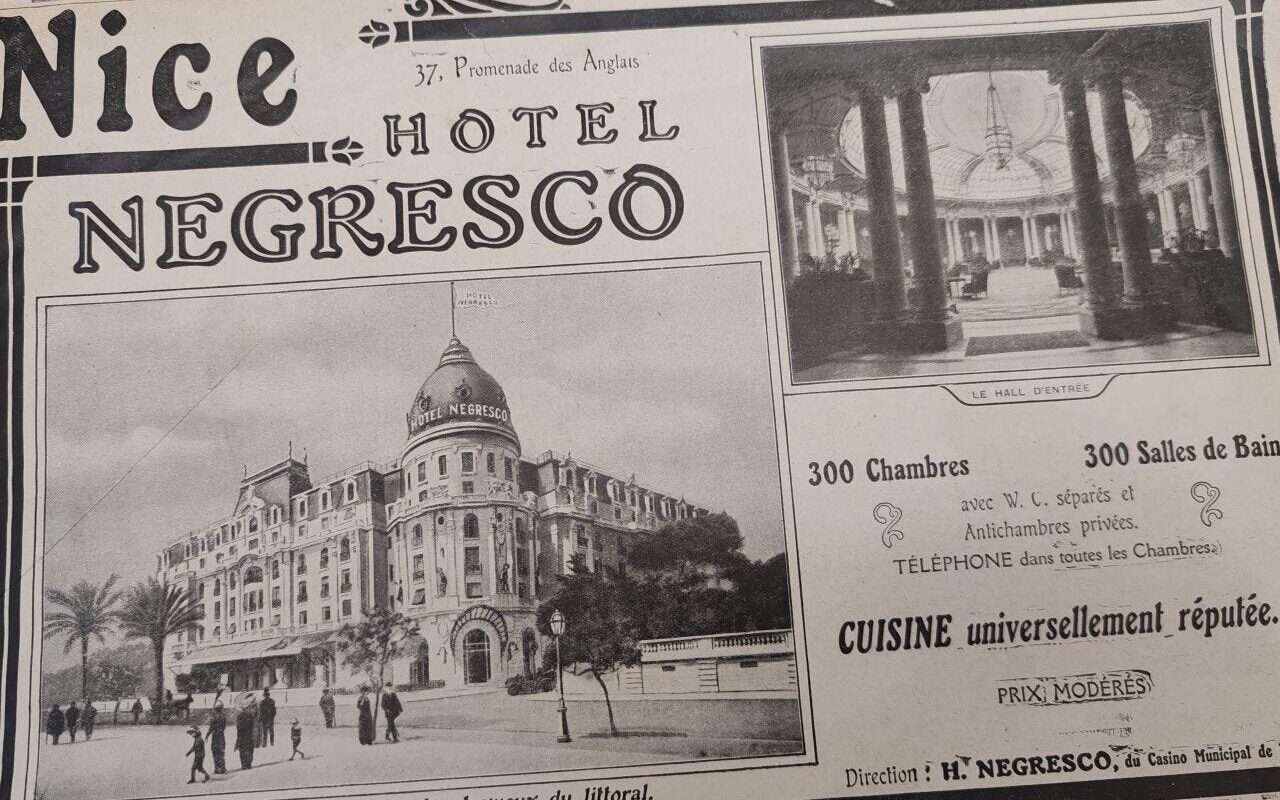 Nice
37, Promenade des Anglais
HOTEL
NEGRESCO
HOTEL
NEGRESCO
HOTEL NEGRESCO
LE HALL D'ENTRÉE
300 Chambres
300 Salles de Bain
avec W. C. séparés et
Antichambres privées.
TÉLÉPHONE dans toutes les Chambres.
CUISINE universellement réputée.
PRIX MODÉRÉS
Direction : H. NEGRESCO, du Casino Municipal de
du littoral.